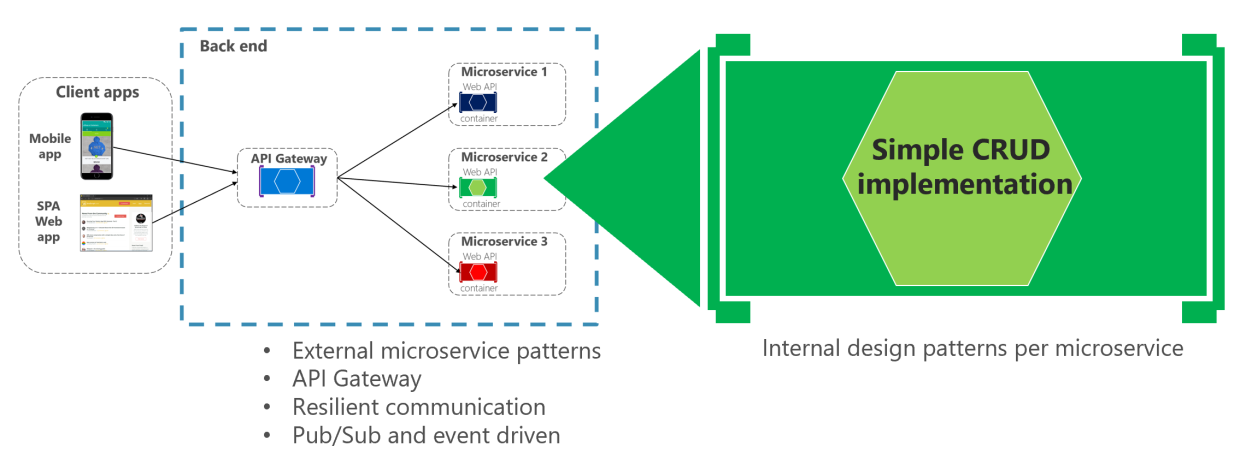 Client apps
Mobile
app
SPA
Web
app
Back end
API Gateway
Microservice 1
Web API
container
Microservice 2
Web API
container
Microservice 3
Web API
container
Simple CRUD
implementation
• External microservice patterns
• API Gateway
• Resilient communication
• Pub/Sub and event driven
Internal design patterns per microservice